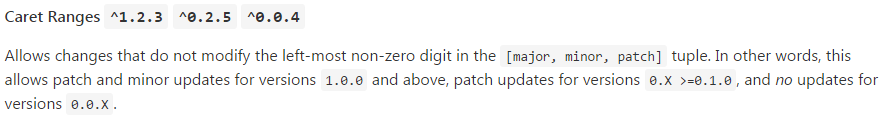 Caret Ranges ^1.2.3 ^0.2.5 ^0.0.4
Allows changes that do not modify the left-most non-zero digit in the [major, minor, patch] tuple. In other words, this
allows patch and minor updates for versions 1.0.0 and above, patch updates for versions 0.X >=0.1.0, and no updates for
versions 0.0.X.